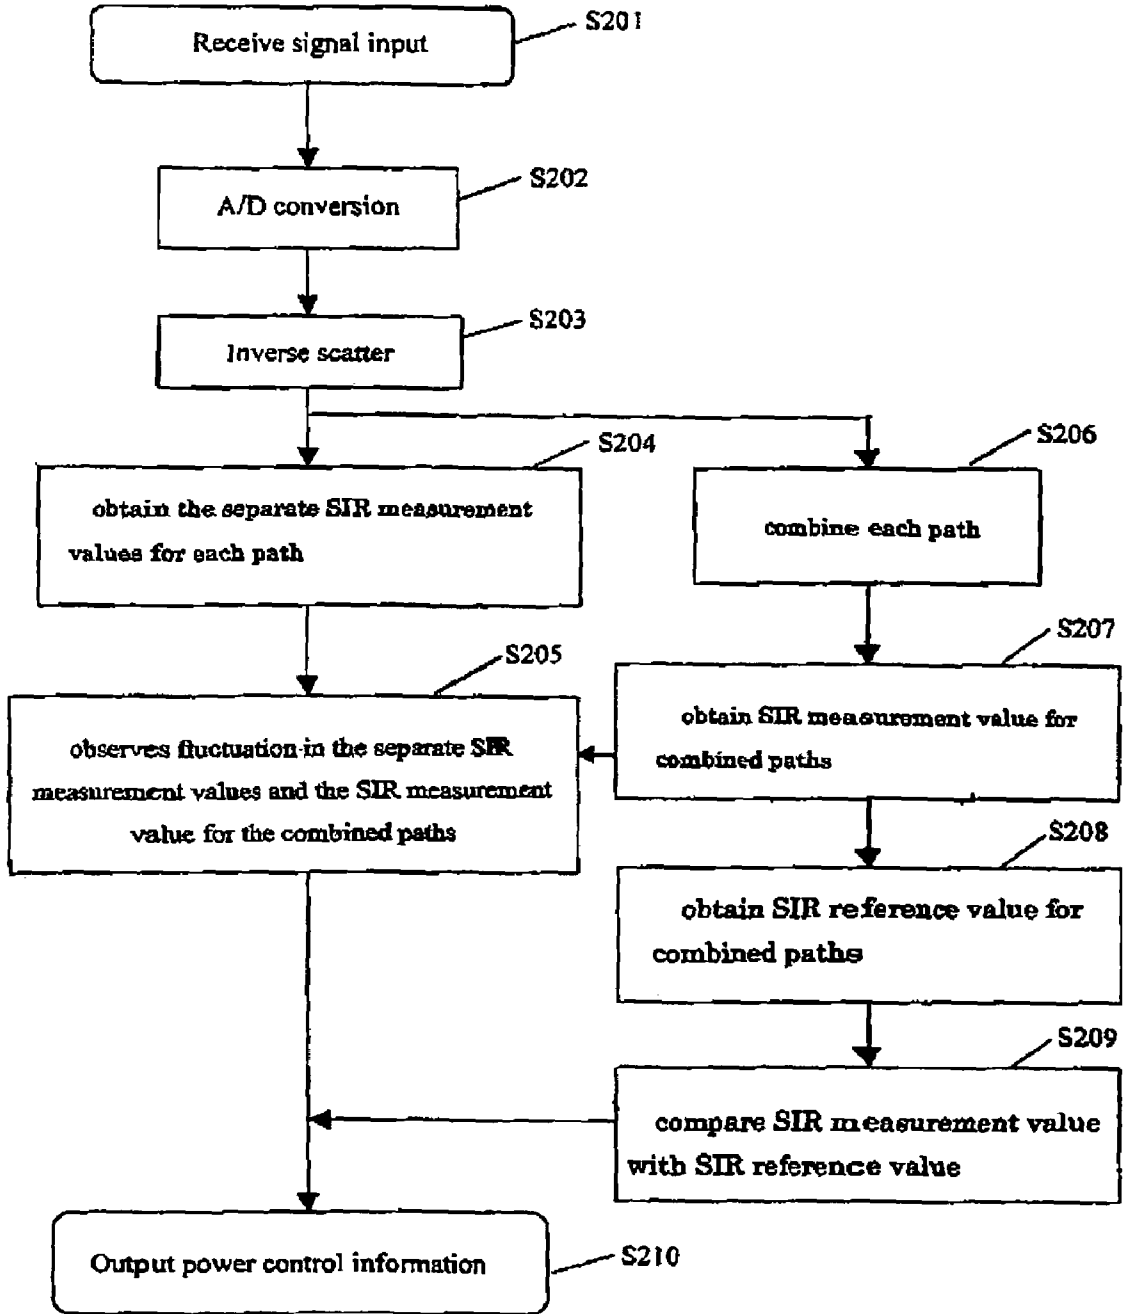 Receive signal input
S201
A/D conversion
S202
Inverse scatter
S203
obtain the separate SIR measurement
values for each path
S204
combine each path
S206
observes fluctuation in the separate SIR
measurement values and the SIR measurement
value for the combined paths
S205
obtain SIR measurement value for
combined paths
S207
obtain SIR reference value for
combined paths
S208
compare SIR measurement value
with SIR reference value
S209
Output power control information
S210